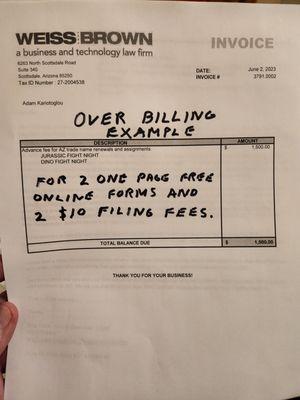 WEISS BROWN
a business and technology law firm
INVOICE
6263 North Scottsdale Road
Suite 340
Scottsdale, Arizona 85250
Tax ID Number : 27-2004538
DATE: June 2, 2023
INVOICE # 3791.0002
Adam Kariotoglou
OVER BILLING
EXAMPLE
DESCRIPTION AMOUNT
Advance fee for AZ trade name renewals and assignments $ 1,500.00
JURASSIC FIGHT NIGHT
DINO FIGHT NIGHT
FOR 2 ONE PAGE FREE
ONLINE FORMS AND
2 $10 FILING FEES.
TOTAL BALANCE DUE $ 1,500.00
THANK YOU FOR YOUR BUSINESS!